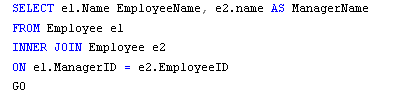 SELECT e1.Name EmployeeName, e2.name AS ManagerName
FROM Employee e1
INNER JOIN Employee e2
ON e1.ManagerID = e2.EmployeeID
GO